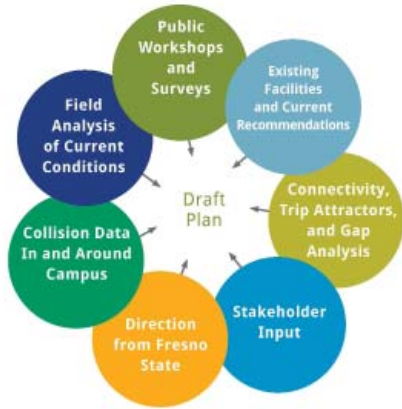 Public
Workshops
and
Surveys
Existing
Facilities
and Current
Recommendations
Connectivity,
Trip Attractors,
and Gap
Analysis
Stakeholder
Input
Direction
from Fresno
State
Collision Data
In and Around
Campus
Field
Analysis
of Current
Conditions
Draft
Plan